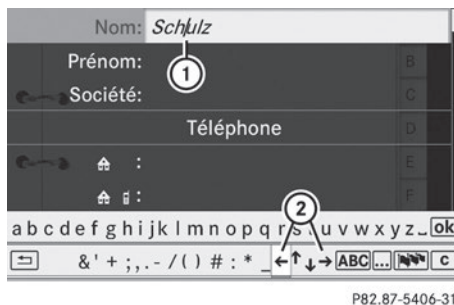 Nom: Schulz
Prénom:
B
Société:
C
Téléphone
D
:
E
:
F
a b c d e f g h i j k l m n o p q r s t u v w x y z ␣ ok
& ' + ; , . - / ( ) # : * _ ← ↑ ↓ → ABC ... c
1
2
P82.87-5406-31